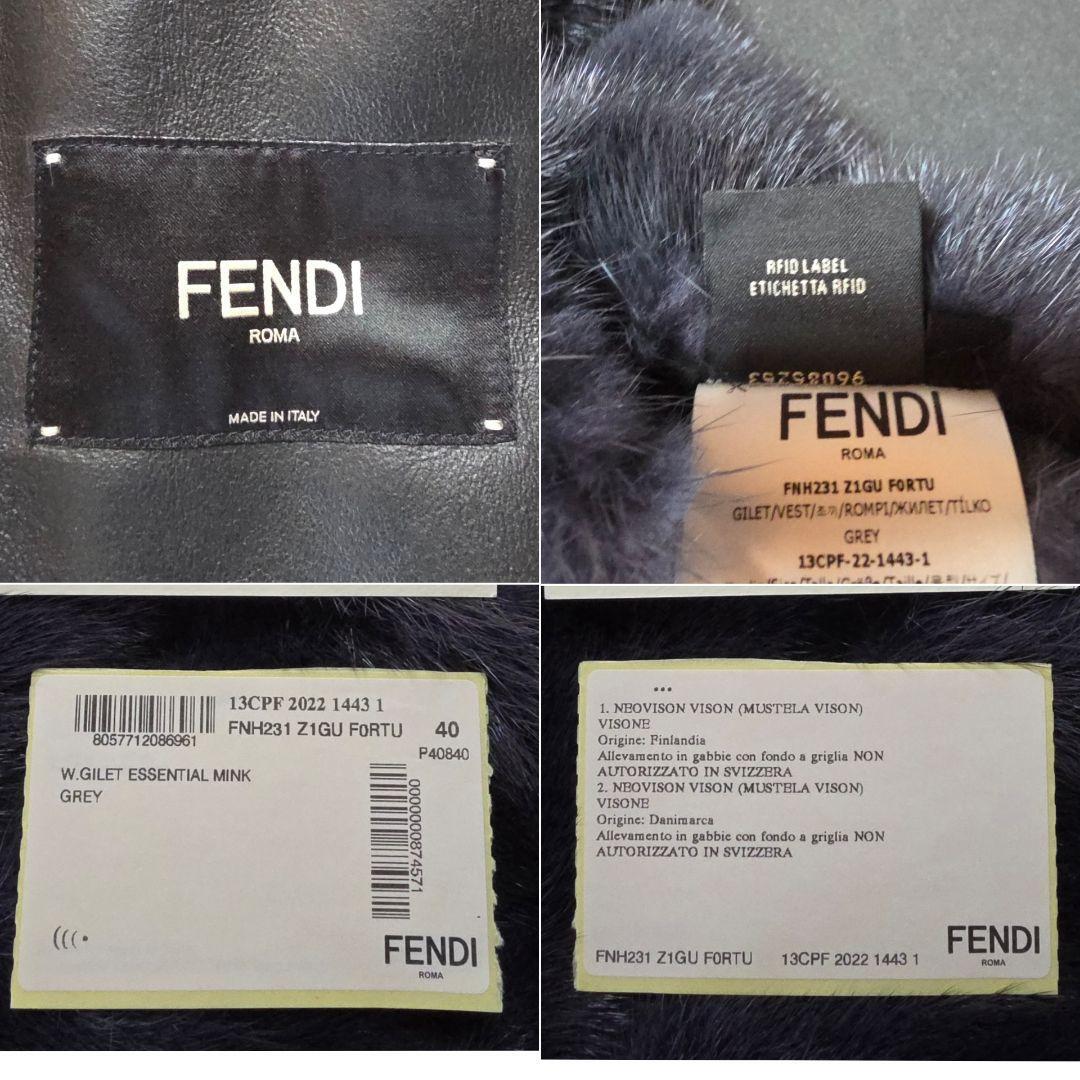 FENDI
ROMA
MADE IN ITALY
RFID LABEL
ETICHETTA RFID
96085253
FENDI
ROMA
FNH231 Z1GU F0RTU
GILET/VEST/조끼/ROMPI/ЖИЛЕТ/TÍLKO
GREY
13CPF-22-1443-1
13CPF 2022 1443 1
8057712086961
FNH231 Z1GU F0RTU 40
P40840
W.GILET ESSENTIAL MINK
GREY
0000000874571
(((•
FENDI
ROMA
...
1. NEOVISON VISON (MUSTELA VISON)
VISONE
Origine: Finlandia
Allevamento in gabbie con fondo a griglia NON
AUTORIZZATO IN SVIZZERA
2. NEOVISON VISON (MUSTELA VISON)
VISONE
Origine: Danimarca
Allevamento in gabbie con fondo a griglia NON
AUTORIZZATO IN SVIZZERA
FENDI
ROMA
FNH231 Z1GU F0RTU 13CPF 2022 1443 1